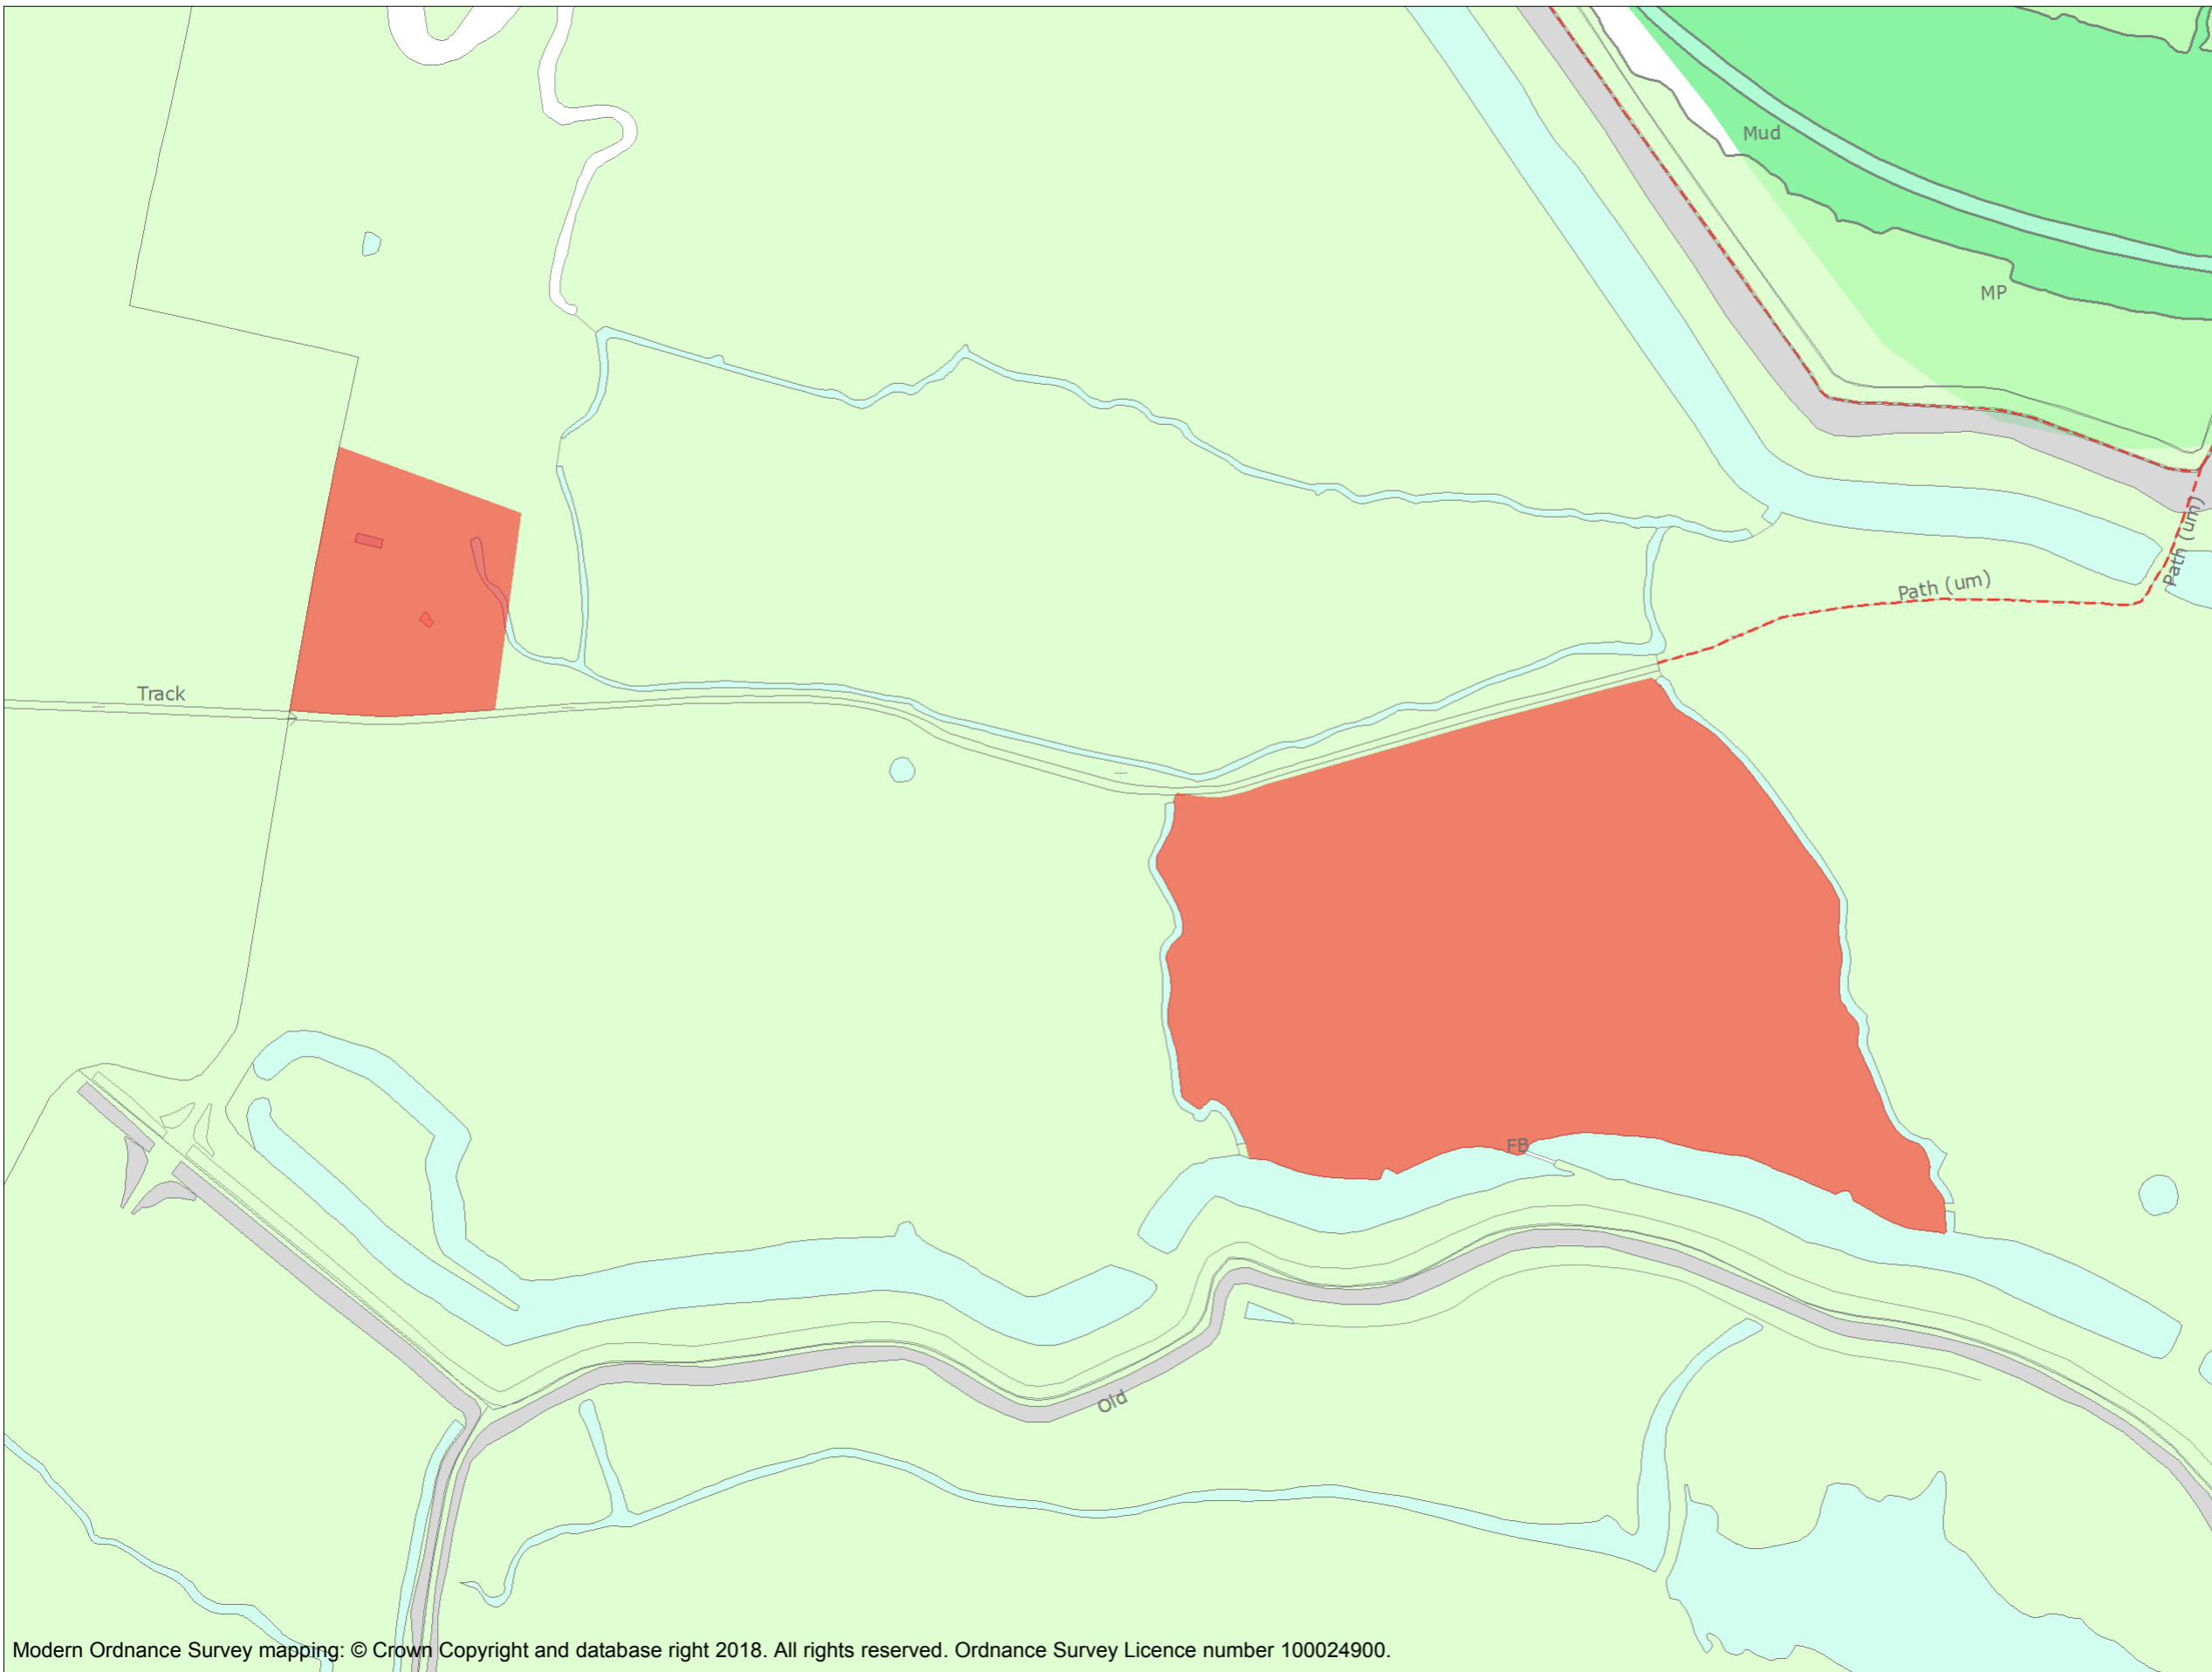 Mud
MP
Path (um)
Path (um)
Track
FB
Old
Modern Ordnance Survey mapping: © Crown Copyright and database right 2018. All rights reserved. Ordnance Survey Licence number 100024900.